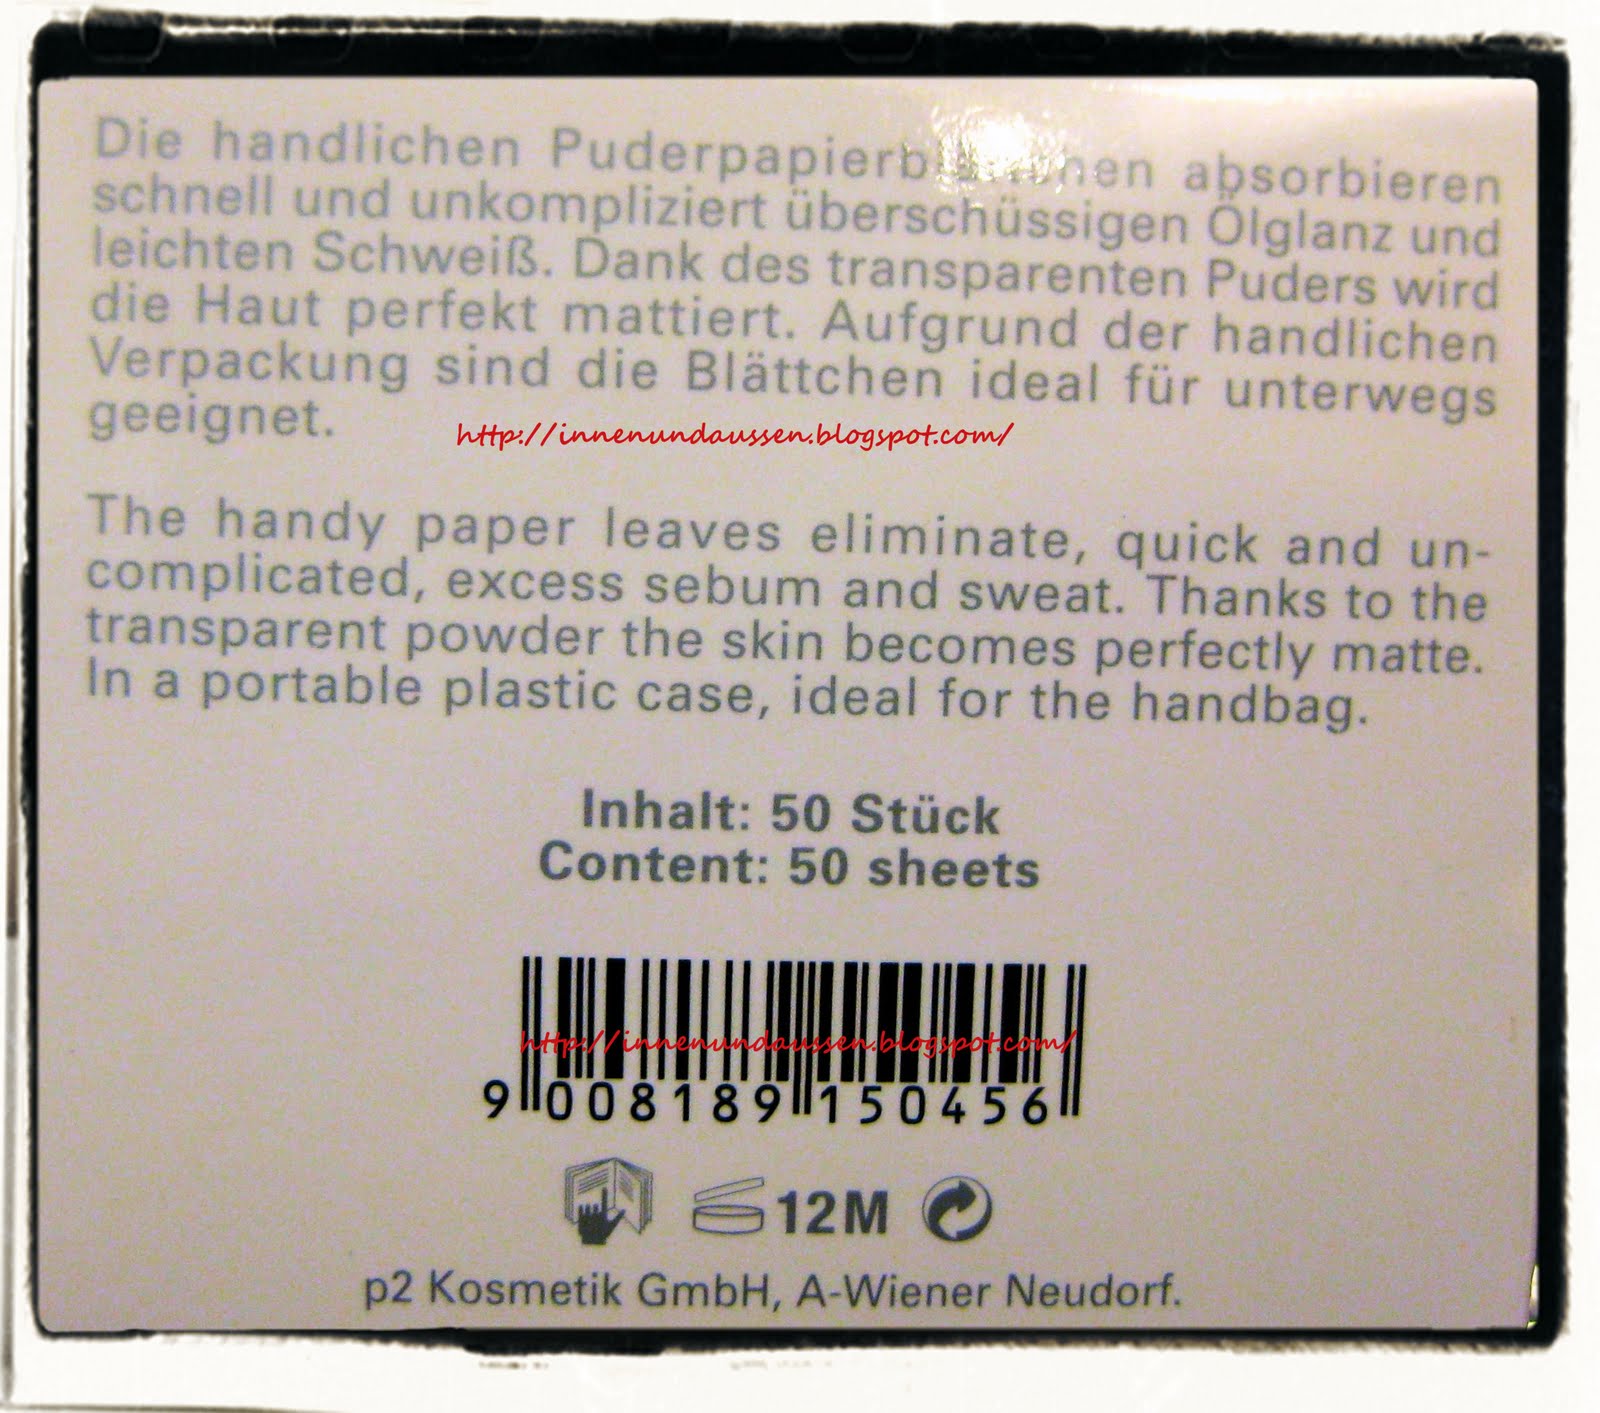 Die handlichen absorbieren
schnell und unkompliziert überschüssigen Ölglanz und
leichten Schweiß. Dank des transparenten Puders wird
die Haut perfekt mattiert. Aufgrund der handlichen
Verpackung sind die Blättchen ideal für unterwegs
geeignet.
http://innenundaussen.blogspot.com/
The handy paper leaves eliminate, quick and un-
complicated, excess sebum and sweat. Thanks to the
transparent powder the skin becomes perfectly matte.
In a portable plastic case, ideal for the handbag.
Inhalt: 50 Stück
Content: 50 sheets
http://innenundaussen.blogspot.com/
9 008189 150456
12M
p2 Kosmetik GmbH, A-Wiener Neudorf.